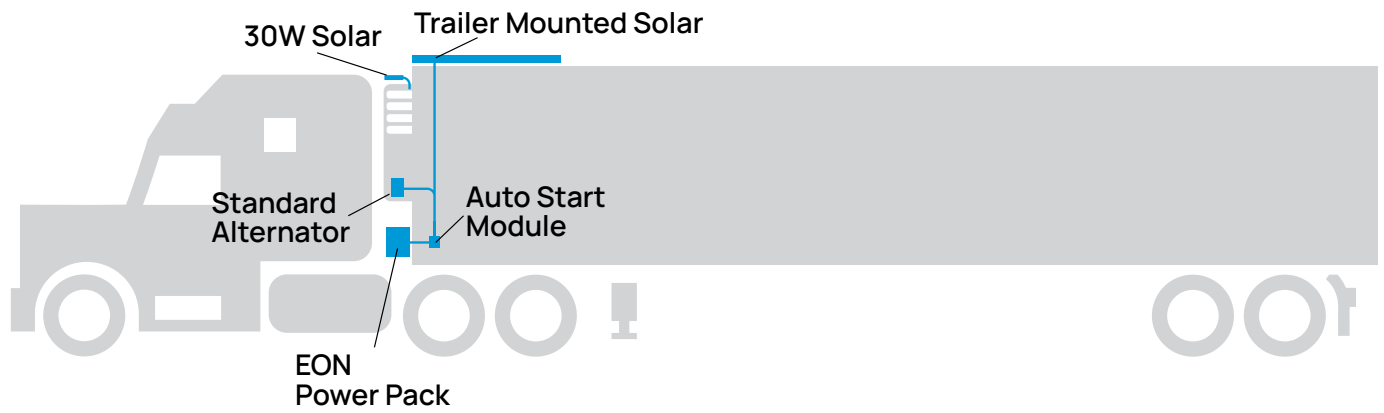 Trailer Mounted Solar
30W Solar
Standard
Alternator
Auto Start
Module
EON
Power Pack